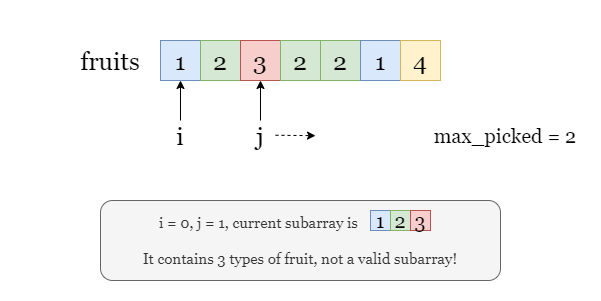 fruits 1 2 3 2 2 1 4
i j max_picked = 2
i = 0, j = 1, current subarray is 1 2 3
It contains 3 types of fruit, not a valid subarray!